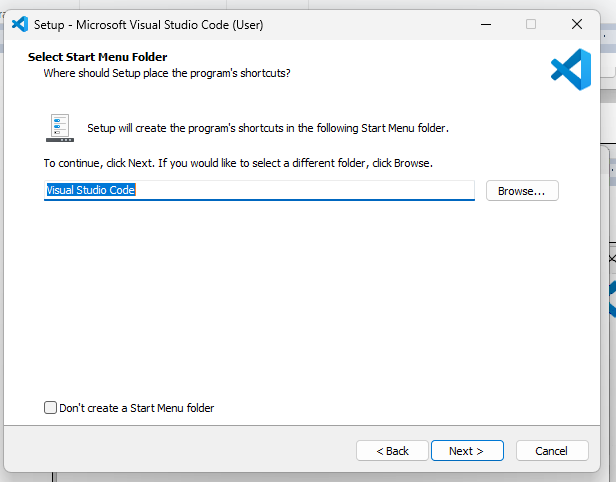 Setup - Microsoft Visual Studio Code (User)
Select Start Menu Folder
Where should Setup place the program's shortcuts?
Setup will create the program's shortcuts in the following Start Menu folder.
To continue, click Next. If you would like to select a different folder, click Browse.
Visual Studio Code
Browse...
Don't create a Start Menu folder
< Back
Next >
Cancel